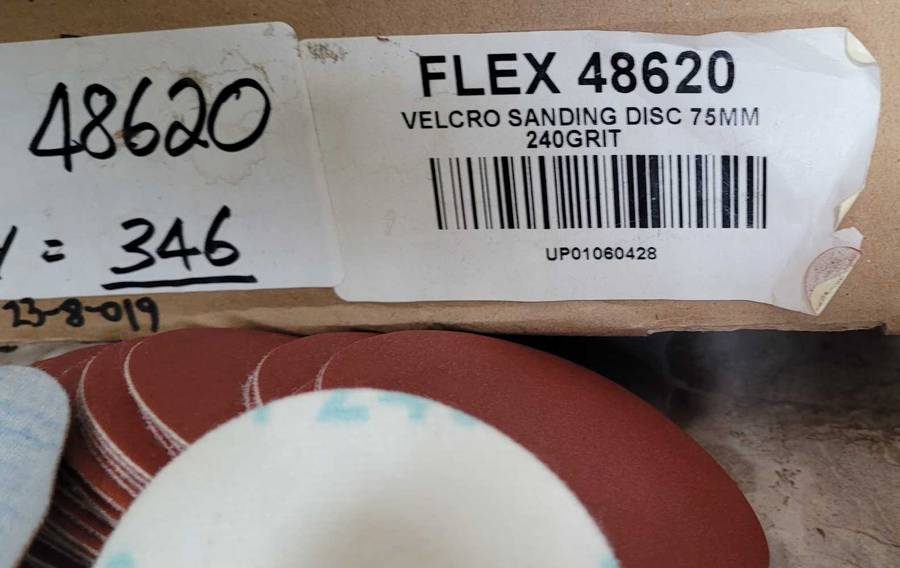 48620
= 346
23-8-019
FLEX 48620
VELCRO SANDING DISC 75MM
240GRIT
UP01060428